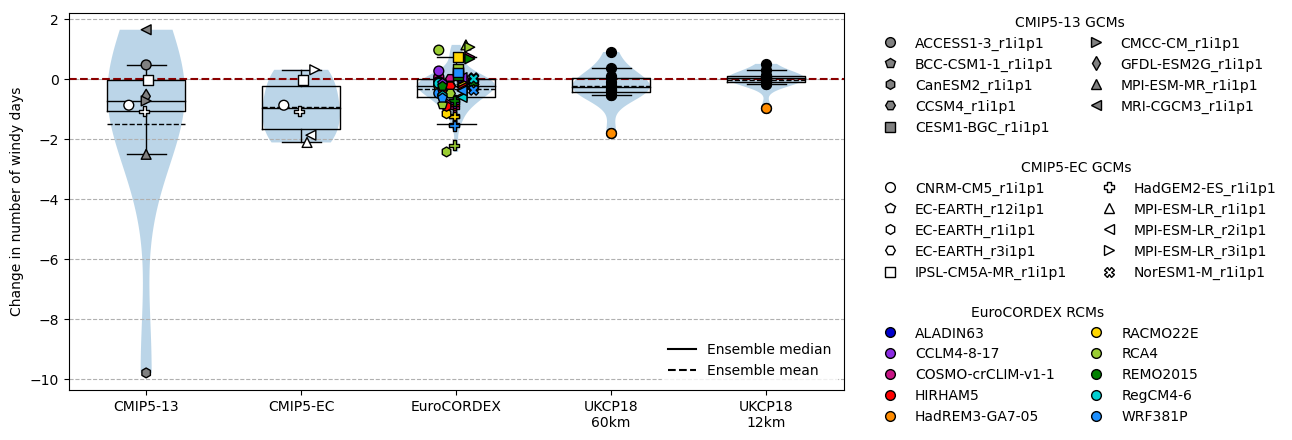 2
0
−2
−4
−6
−8
−10
Change in number of windy days
CMIP5-13
CMIP5-EC
EuroCORDEX
UKCP18
60km
UKCP18
12km
Ensemble median
Ensemble mean
CMIP5-13 GCMs
ACCESS1-3_r1i1p1
BCC-CSM1-1_r1i1p1
CanESM2_r1i1p1
CCSM4_r1i1p1
CESM1-BGC_r1i1p1
CMCC-CM_r1i1p1
GFDL-ESM2G_r1i1p1
MPI-ESM-MR_r1i1p1
MRI-CGCM3_r1i1p1
CMIP5-EC GCMs
CNRM-CM5_r1i1p1
EC-EARTH_r12i1p1
EC-EARTH_r1i1p1
EC-EARTH_r3i1p1
IPSL-CM5A-MR_r1i1p1
HadGEM2-ES_r1i1p1
MPI-ESM-LR_r1i1p1
MPI-ESM-LR_r2i1p1
MPI-ESM-LR_r3i1p1
NorESM1-M_r1i1p1
EuroCORDEX RCMs
ALADIN63
CCLM4-8-17
COSMO-crCLIM-v1-1
HIRHAM5
HadREM3-GA7-05
RACMO22E
RCA4
REMO2015
RegCM4-6
WRF381P